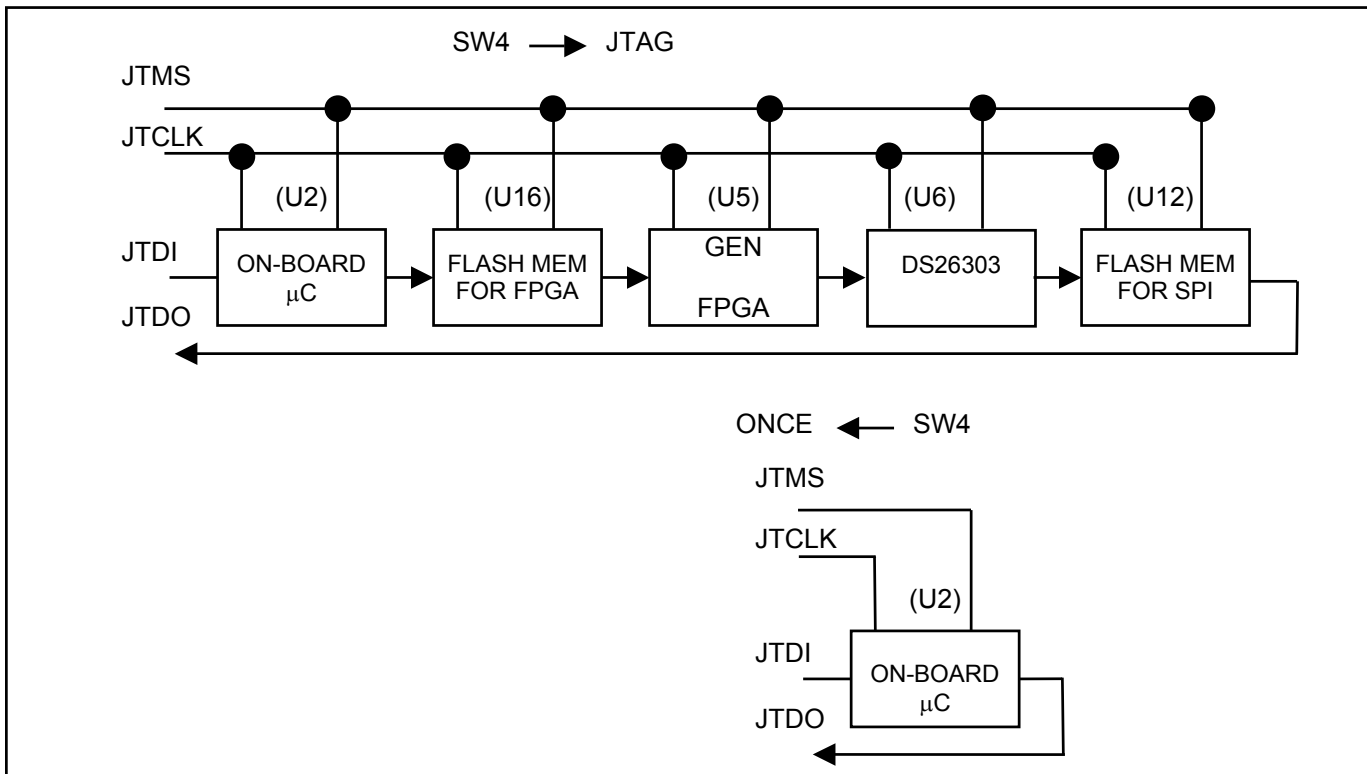 SW4 JTAG
JTMS
JTCLK
(U2) (U16) (U5) (U6) (U12)
JTDI
ON-BOARD
μC
FLASH MEM
FOR FPGA
GEN
FPGA
DS26303
FLASH MEM
FOR SPI
JTDO
ONCE SW4
JTMS
JTCLK
(U2)
JTDI
ON-BOARD
μC
JTDO